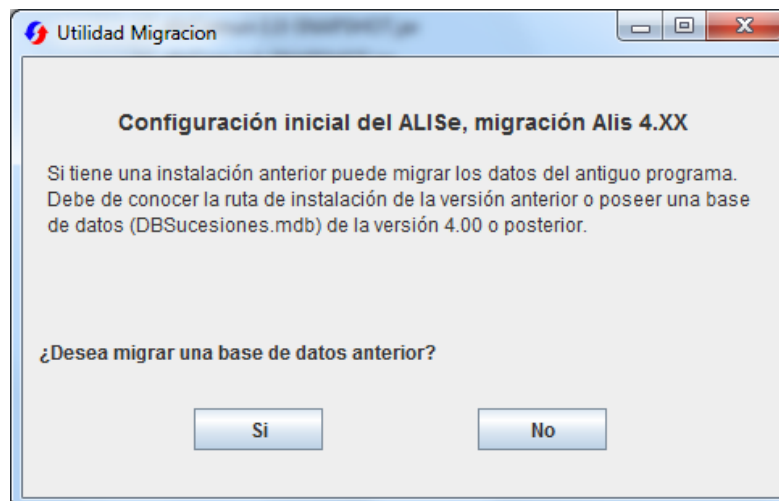 Utilidad Migracion
Configuración inicial del ALISe, migración Alis 4.XX
Si tiene una instalación anterior puede migrar los datos del antiguo programa.
Debe de conocer la ruta de instalación de la versión anterior o poseer una base
de datos (DBSucesiones.mdb) de la versión 4.00 o posterior.
¿Desea migrar una base de datos anterior?
Si No